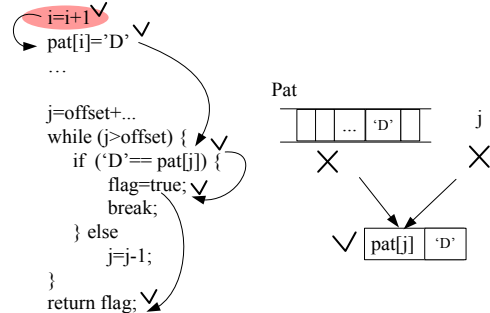 i=i+1
pat[i]=’D’
…
j=offset+...
while (j>offset) {
if (‘D’== pat[j]) {
flag=true;
break;
} else
j=j-1;
}
return flag;
Pat
... ‘D’
j
pat[j] ‘D’